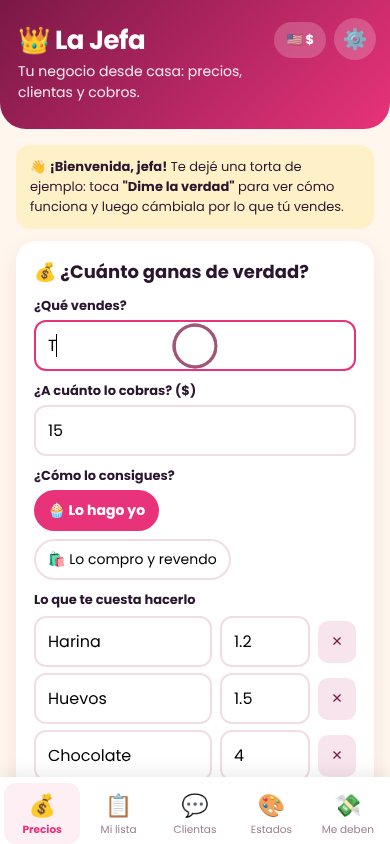 👑 La Jefa
🇺🇸 $
⚙️
Tu negocio desde casa: precios,
clientas y cobros.
👋 ¡Bienvenida, jefa! Te dejé una torta de
ejemplo: toca "Dime la verdad" para ver cómo
funciona y luego cámbiala por lo que tú vendes.
💰 ¿Cuánto ganas de verdad?
¿Qué vendes?
T
¿A cuánto lo cobras? ($)
15
¿Cómo lo consigues?
🧁 Lo hago yo
🛍️ Lo compro y revendo
Lo que te cuesta hacerlo
Harina 1.2 ×
Huevos 1.5 ×
Chocolate 4 ×
Precios Mi lista Clientas Estados Me deben